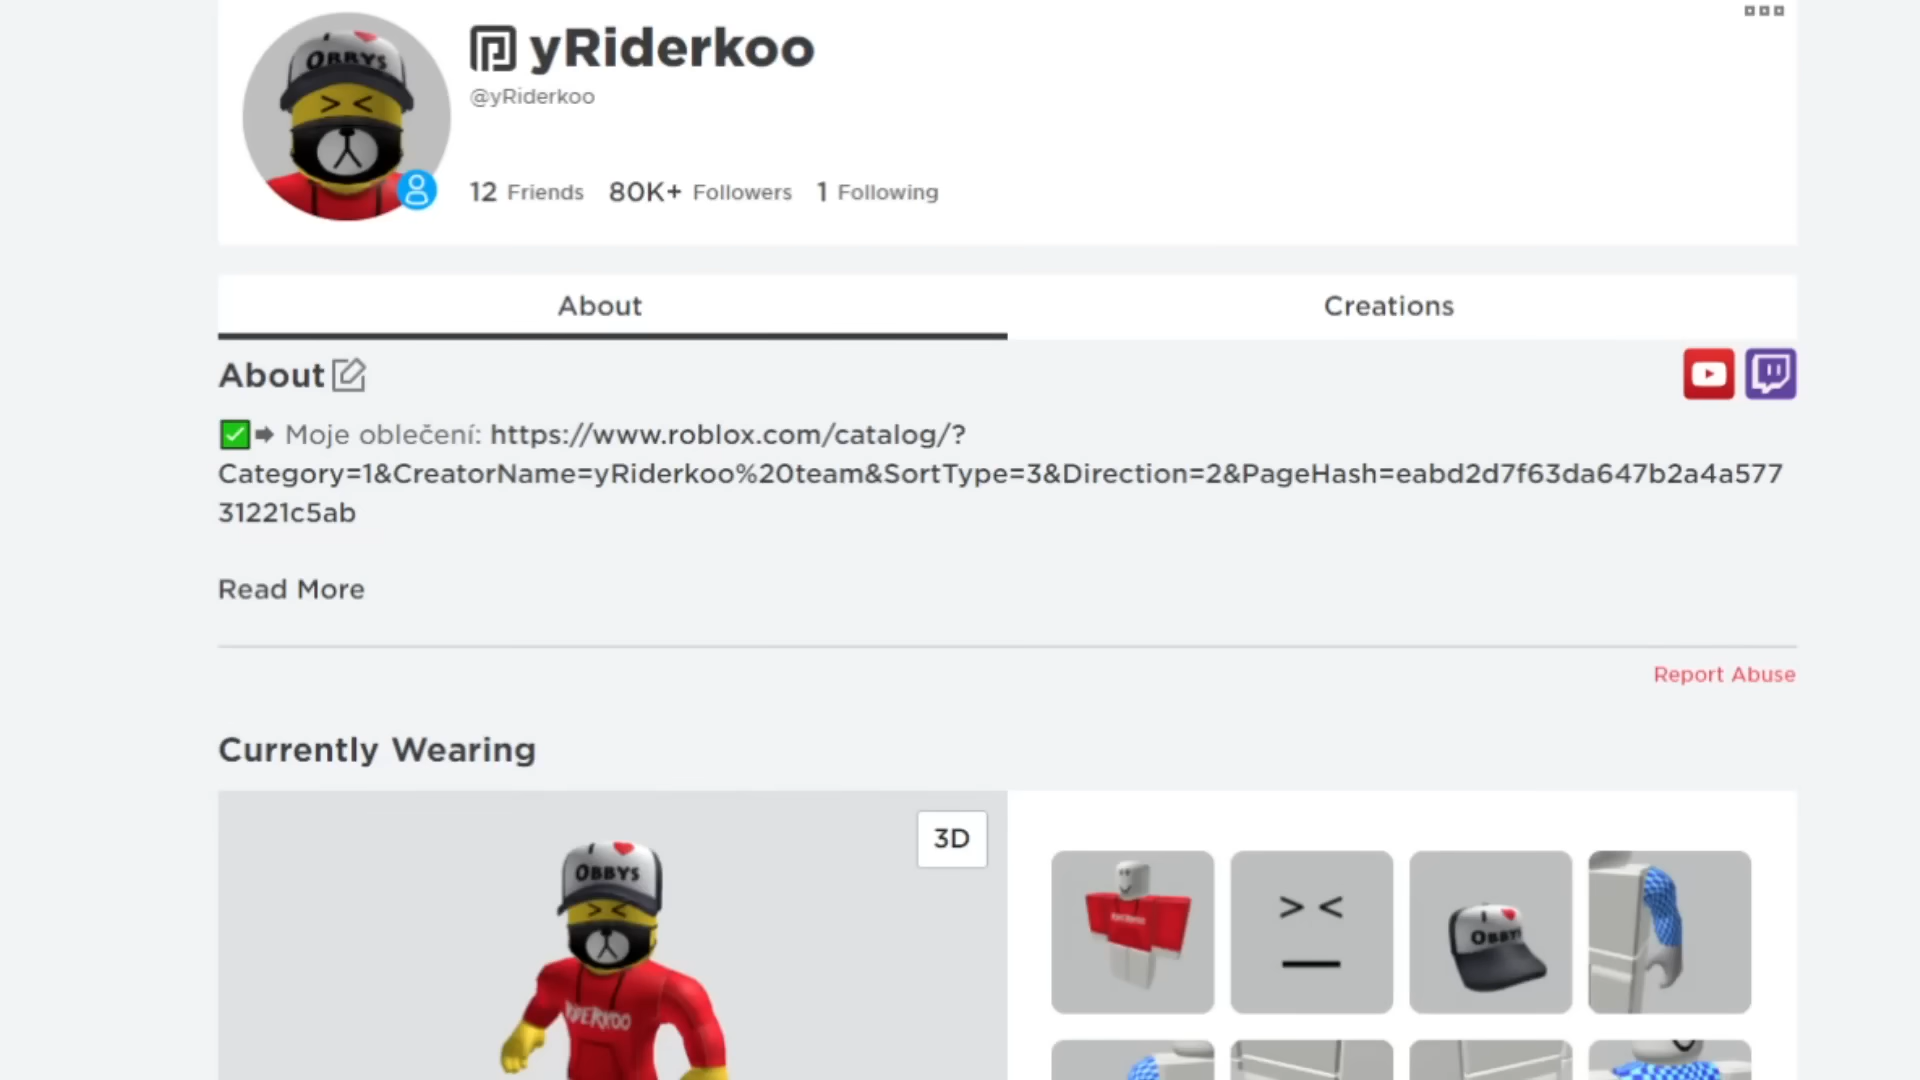 I ❤ OBBYS
yRiderkoo
@yRiderkoo
12 Friends 80K+ Followers 1 Following
About Creations
About
✅➡ Moje oblečení: https://www.roblox.com/catalog/?
Category=1&CreatorName=yRiderkoo%20team&SortType=3&Direction=2&PageHash=eabd2d7f63da647b2a4a577
31221c5ab
Read More
Report Abuse
Currently Wearing
3D
I ❤ OBBYS
RIDERKOO
I ❤ OBBYS